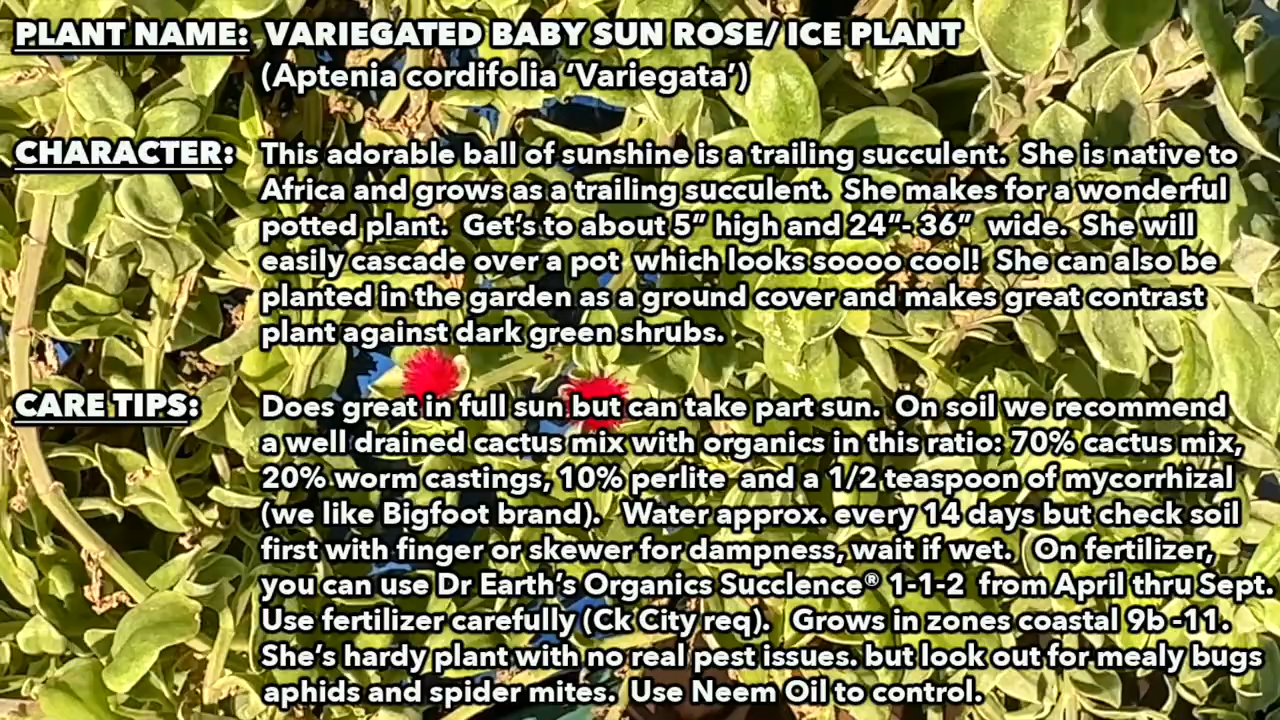 PLANT NAME: VARIEGATED BABY SUN ROSE/ ICE PLANT
(Aptenia cordifolia ‘Variegata’)
CHARACTER: This adorable ball of sunshine is a trailing succulent. She is native to
Africa and grows as a trailing succulent. She makes for a wonderful
potted plant. Get’s to about 5” high and 24”- 36” wide. She will
easily cascade over a pot which looks soooo cool! She can also be
planted in the garden as a ground cover and makes great contrast
plant against dark green shrubs.
CARE TIPS: Does great in full sun but can take part sun. On soil we recommend
a well drained cactus mix with organics in this ratio: 70% cactus mix,
20% worm castings, 10% perlite and a 1/2 teaspoon of mycorrhizal
(we like Bigfoot brand). Water approx. every 14 days but check soil
first with finger or skewer for dampness, wait if wet. On fertilizer,
you can use Dr Earth’s Organics Succlence® 1-1-2 from April thru Sept.
Use fertilizer carefully (Ck City req). Grows in zones coastal 9b -11.
She’s hardy plant with no real pest issues. but look out for mealy bugs
aphids and spider mites. Use Neem Oil to control.